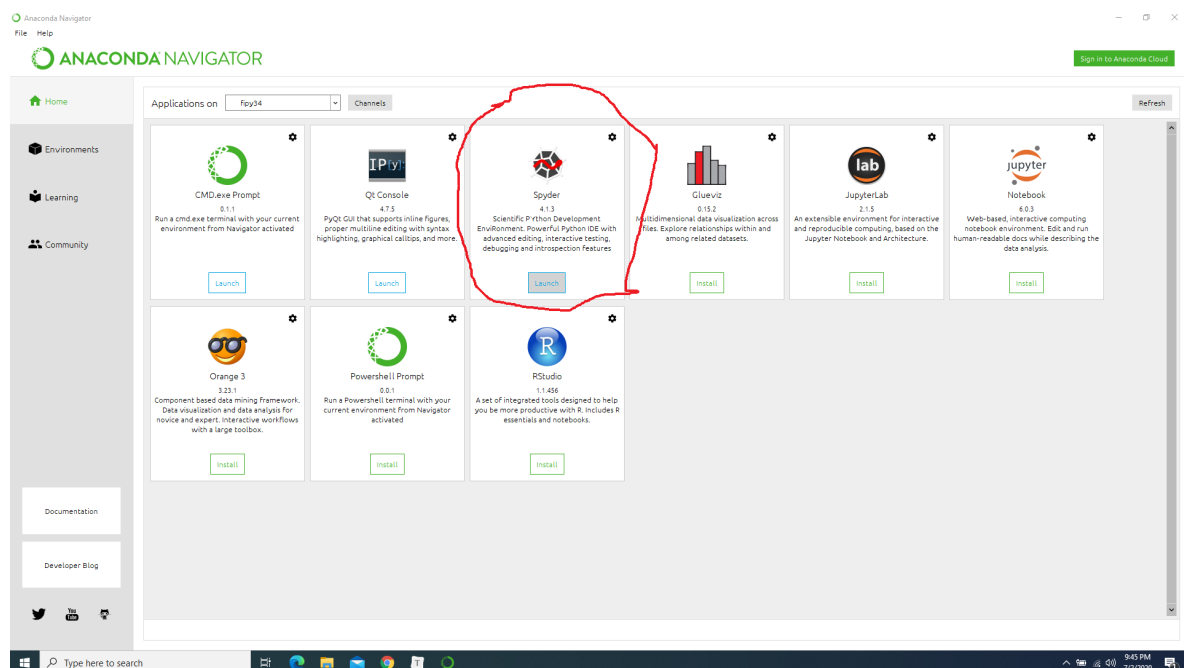 Anaconda Navigator
File Help
ANACONDA NAVIGATOR
Sign in to Anaconda Cloud
Home
Environments
Learning
Community
Applications on
fipy34
Channels
Refresh
CMD.exe Prompt
0.1.1
Run a cmd.exe terminal with your current
environment from Navigator activated
Launch
IP[y]:
Qt Console
4.7.5
PyQt GUI that supports inline figures,
proper multiline editing with syntax
highlighting, graphical calltips, and more.
Launch
Spyder
4.1.3
Scientific PYthon Development
EnviRonment. Powerful Python IDE with
advanced editing, interactive testing,
debugging and introspection features
Launch
Glueviz
0.15.2
Multidimensional data visualization across
files. Explore relationships within and
among related datasets.
Install
lab
JupyterLab
2.1.5
An extensible environment for interactive
and reproducible computing, based on the
Jupyter Notebook and Architecture.
Install
jupyter
Notebook
6.0.3
Web-based, interactive computing
notebook environment. Edit and run
human-readable docs while describing the
data analysis.
Install
Orange 3
3.23.1
Component based data mining framework.
Data visualization and data analysis for
novice and expert. Interactive workflows
with a large toolbox.
Install
Powershell Prompt
0.0.1
Run a Powershell terminal with your
current environment from Navigator
activated
Launch
R
RStudio
1.1.456
A set of integrated tools designed to help
you be more productive with R. Includes R
essentials and notebooks.
Install
Documentation
Developer Blog
You
Tube
Type here to search
T
9:45 PM